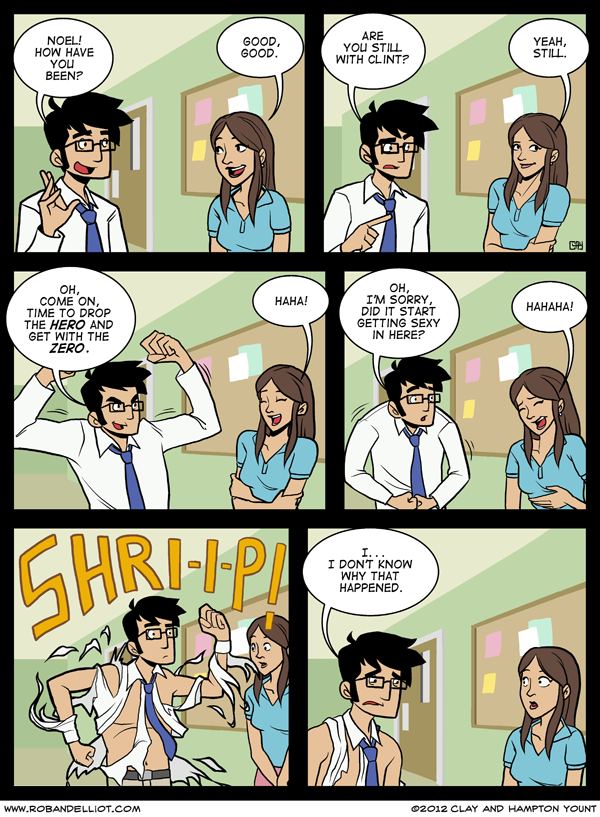 NOEL!
HOW HAVE
YOU
BEEN?
GOOD,
GOOD.
ARE
YOU STILL
WITH CLINT?
YEAH,
STILL.
OH,
COME ON,
TIME TO DROP
THE HERO AND
GET WITH THE
ZERO.
HAHA!
OH,
I'M SORRY,
DID IT START
GETTING SEXY
IN HERE?
HAHAHA!
SHRI-I-P!
I...
I DON'T KNOW
WHY THAT
HAPPENED.
WWW.ROBANDELLIOT.COM
©2012 CLAY AND HAMPTON YOUNT